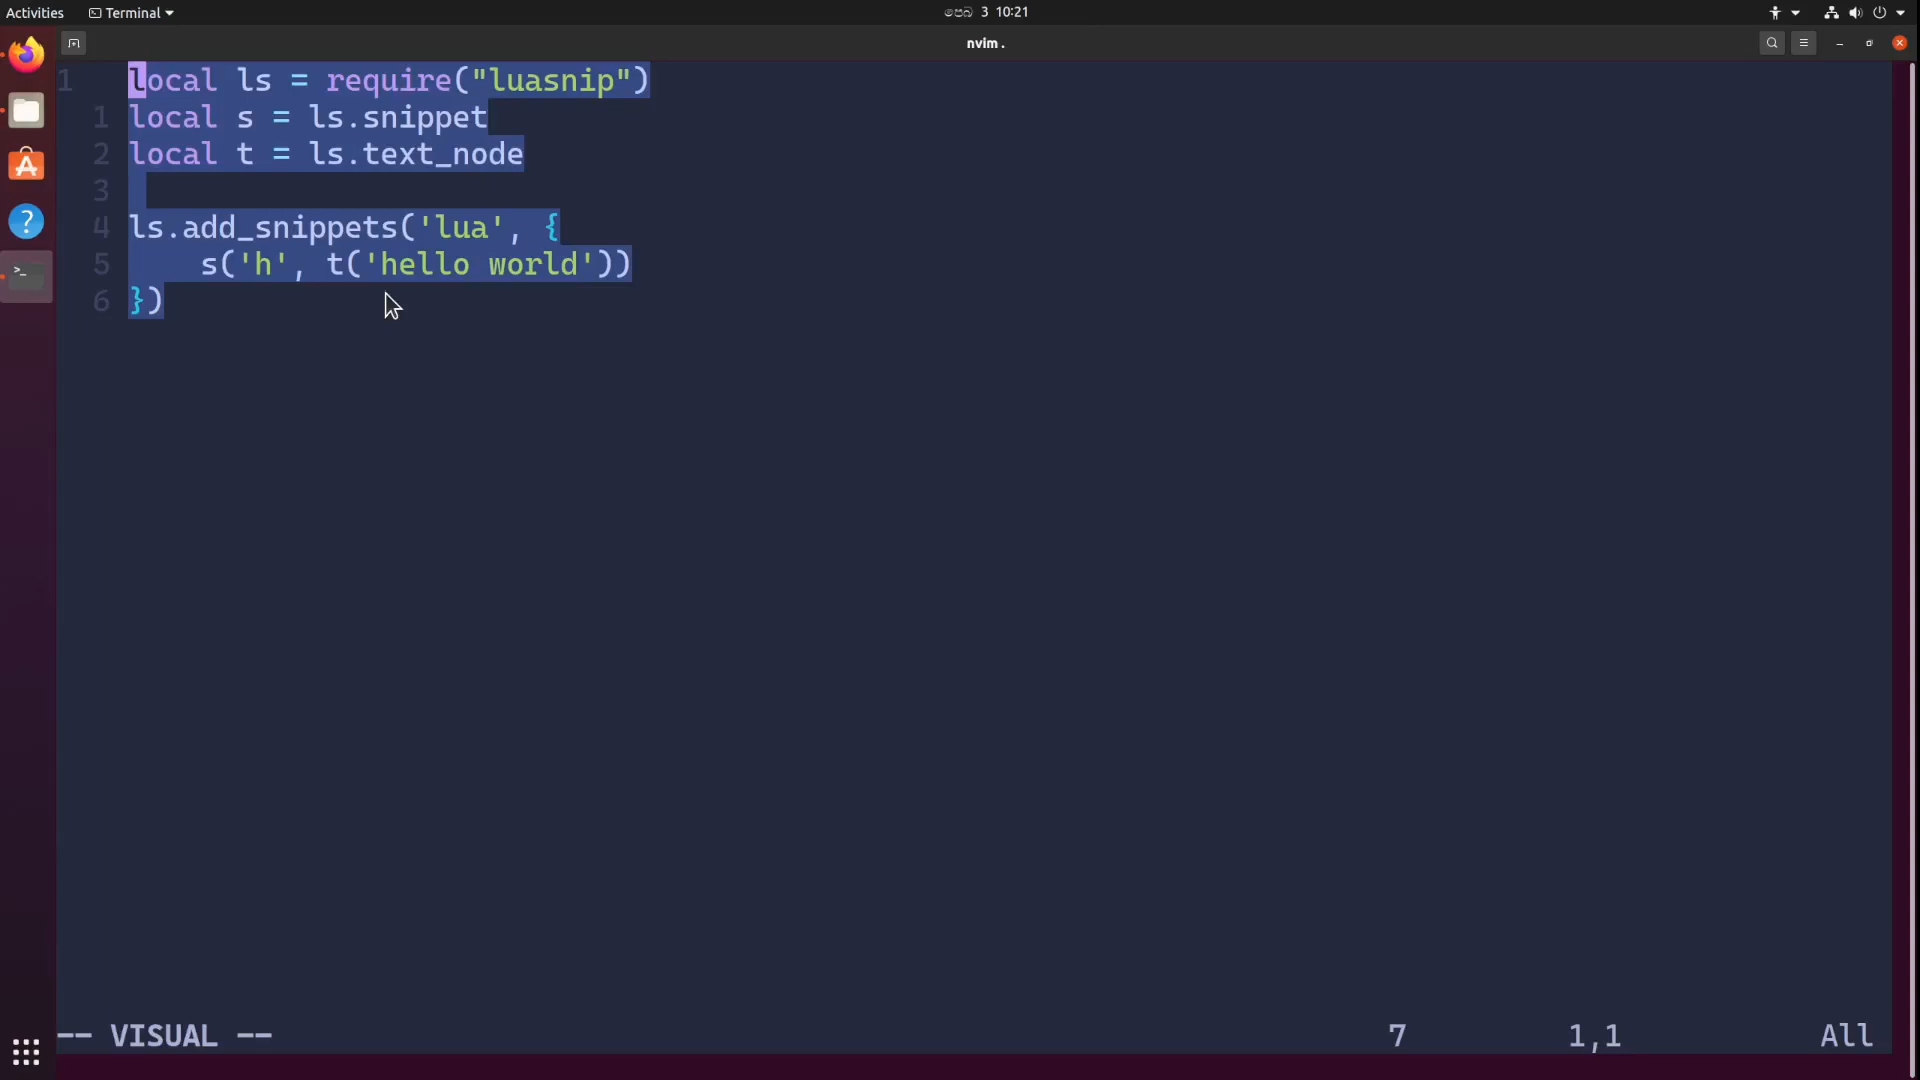 Activities
Terminal
පෙබ 3 10:21
nvim .
1 local ls = require("luasnip")
1 local s = ls.snippet
2 local t = ls.text_node
3
4 ls.add_snippets('lua', {
5 s('h', t('hello world'))
6 })
-- VISUAL -- 7 1,1 All